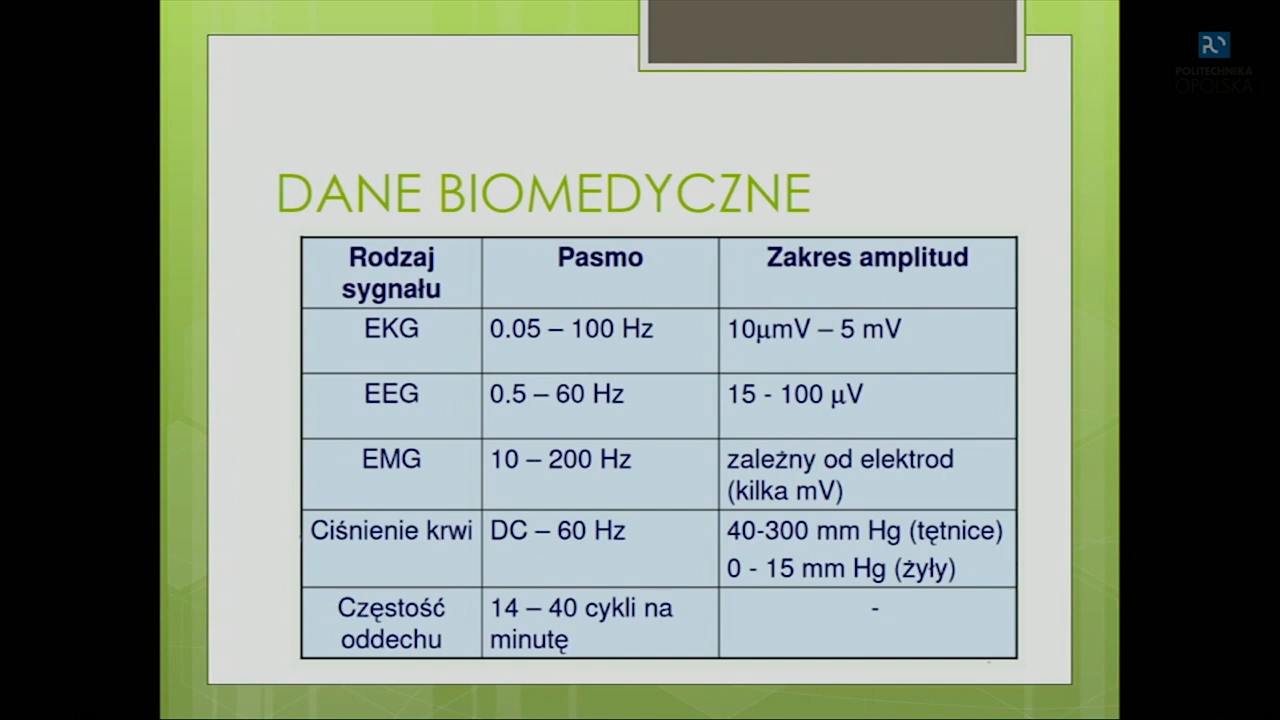 POLITECHNIKA
OPOLSKA
DANE BIOMEDYCZNE
Rodzaj sygnału Pasmo Zakres amplitud
EKG 0.05 – 100 Hz 10µmV – 5 mV
EEG 0.5 – 60 Hz 15 - 100 µV
EMG 10 – 200 Hz zależny od elektrod (kilka mV)
Ciśnienie krwi DC – 60 Hz 40-300 mm Hg (tętnice)
0 - 15 mm Hg (żyły)
Częstość oddechu 14 – 40 cykli na minutę -